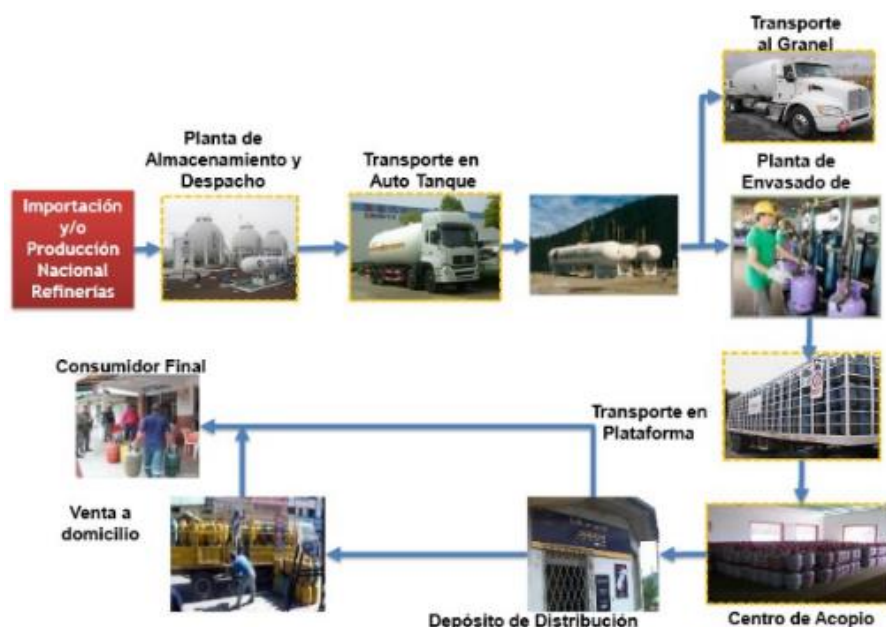 Transporte
al Granel
Planta de
Almacenamiento y
Despacho
Transporte en
Auto Tanque
Planta de
Envasado de
Importación
y/o
Producción
Nacional
Refinerías
Consumidor Final
Transporte en
Plataforma
Venta a
domicilio
Depósito de Distribución
Centro de Acopio